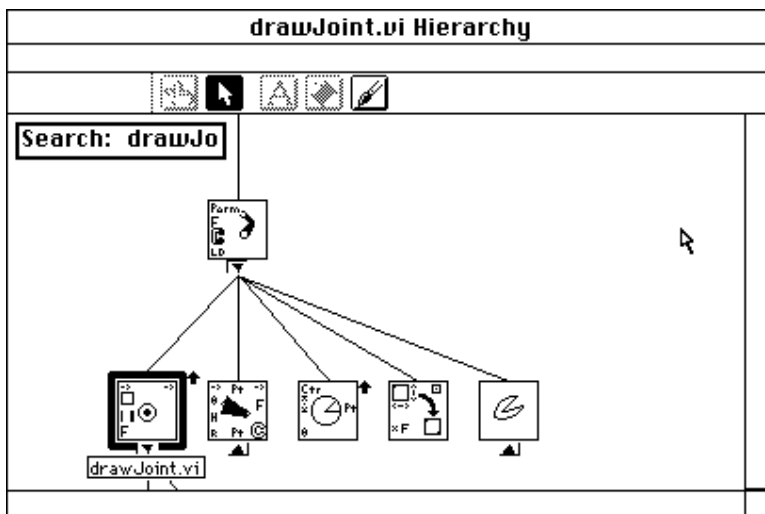 drawJoint.vi Hierarchy
Search: drawJo
Parm
E
LD
-> ->
F
-> Pt ->
θ
F
H
R Pt ©
Ctr
Pt
θ
<->
×F
drawJoint.vi